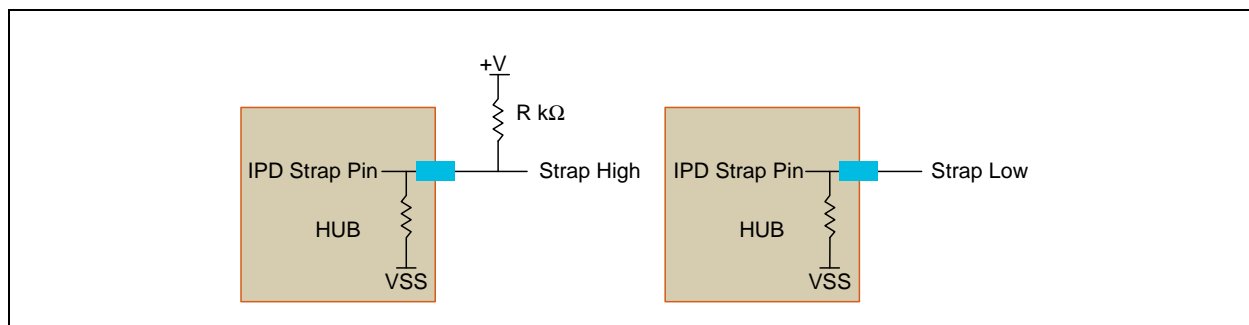 +V
R kΩ
IPD Strap Pin
Strap High
HUB
VSS
IPD Strap Pin
Strap Low
HUB
VSS